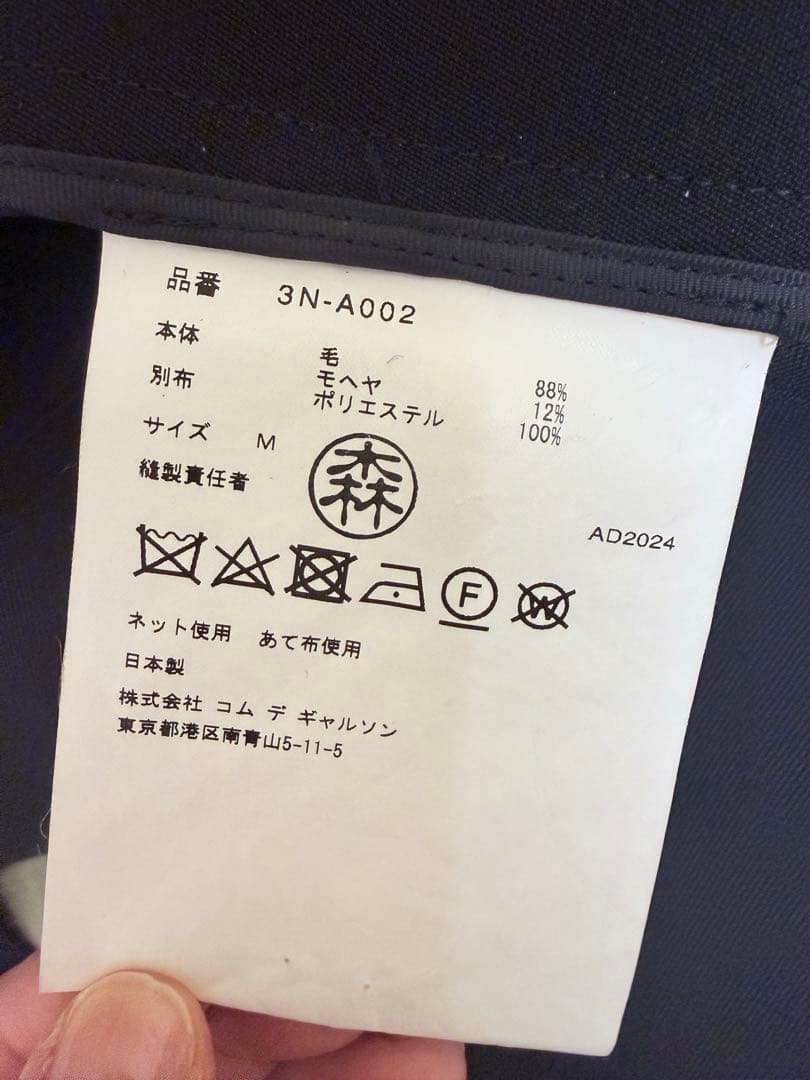 品番 3N-A002
本体 毛 88%
モヘヤ 12%
別布 ポリエステル 100%
サイズ M
縫製責任者 森
AD2024
F
W
ネット使用 あて布使用
日本製
株式会社 コム デ ギャルソン
東京都港区南青山5-11-5